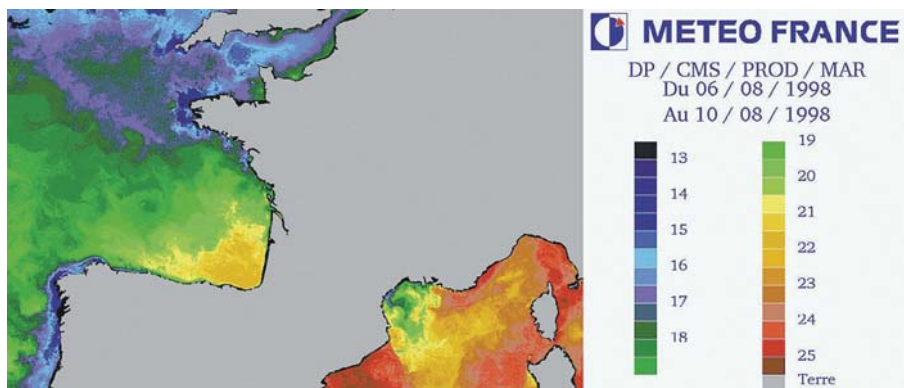 METEO FRANCE
DP / CMS / PROD / MAR
Du 06 / 08 / 1998
Au 10 / 08 / 1998
13
14
15
16
17
18
19
20
21
22
23
24
25
Terre